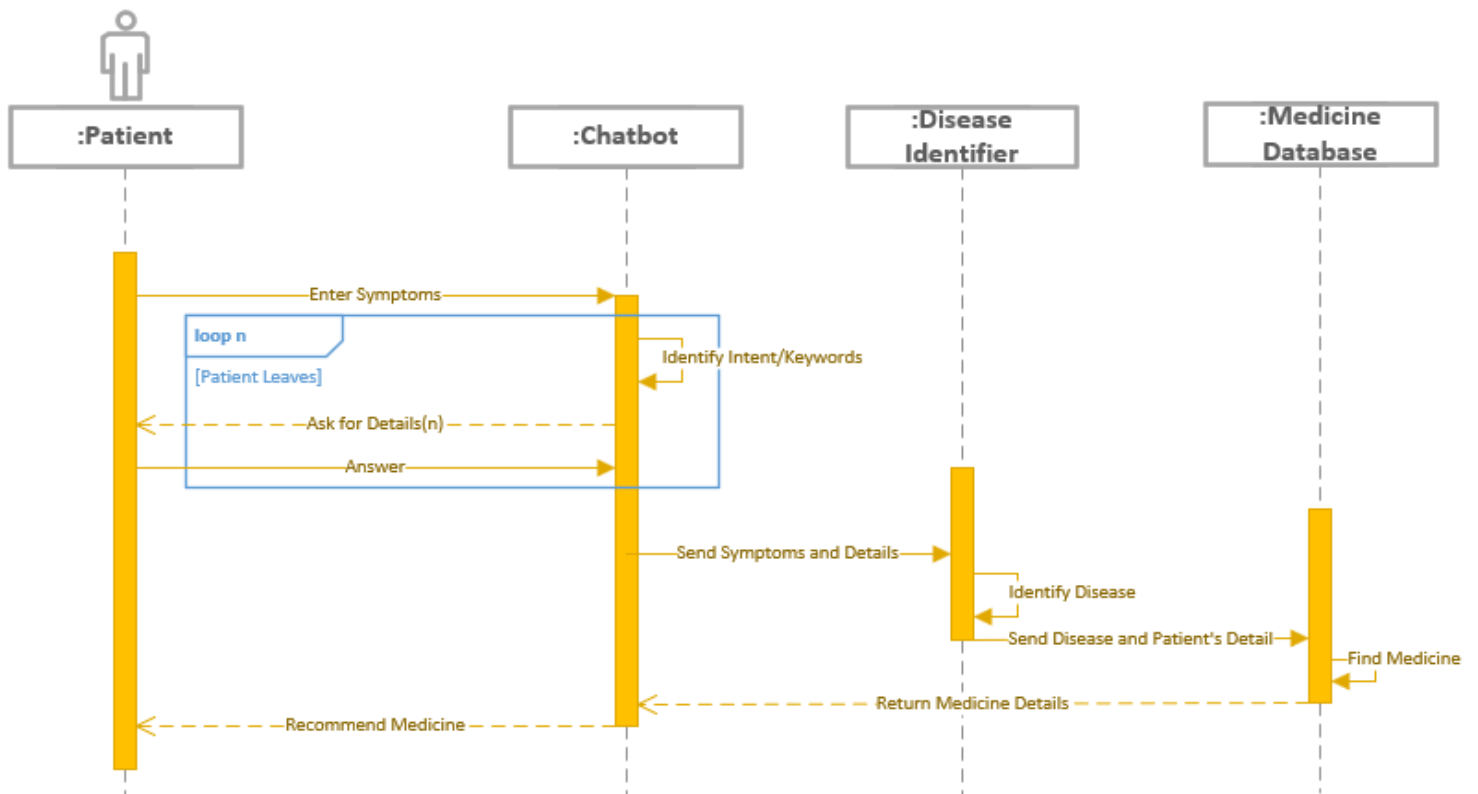 :Patient
:Chatbot
:Disease
Identifier
:Medicine
Database
Enter Symptoms
loop n
[Patient Leaves]
Identify Intent/Keywords
Ask for Details(n)
Answer
Send Symptoms and Details
Identify Disease
Send Disease and Patient's Detail
Find Medicine
Return Medicine Details
Recommend Medicine